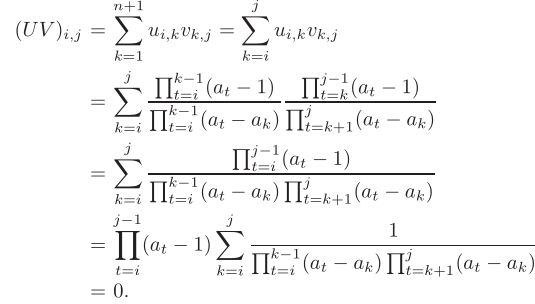 $(UV)_{i,j} = \sum_{k=1}^{n+1} u_{i,k} v_{k,j} = \sum_{k=i}^{j} u_{i,k} v_{k,j}$
$= \sum_{k=i}^{j} \frac{\prod_{t=i}^{k-1}(a_t - 1)}{\prod_{t=i}^{k-1}(a_t - a_k)} \frac{\prod_{t=k}^{j-1}(a_t - 1)}{\prod_{t=k+1}^{j}(a_t - a_k)}$
$= \sum_{k=i}^{j} \frac{\prod_{t=i}^{j-1}(a_t - 1)}{\prod_{t=i}^{k-1}(a_t - a_k) \prod_{t=k+1}^{j}(a_t - a_k)}$
$= \prod_{t=i}^{j-1}(a_t - 1) \sum_{k=i}^{j} \frac{1}{\prod_{t=i}^{k-1}(a_t - a_k) \prod_{t=k+1}^{j}(a_t - a_k)}$
$= 0.$